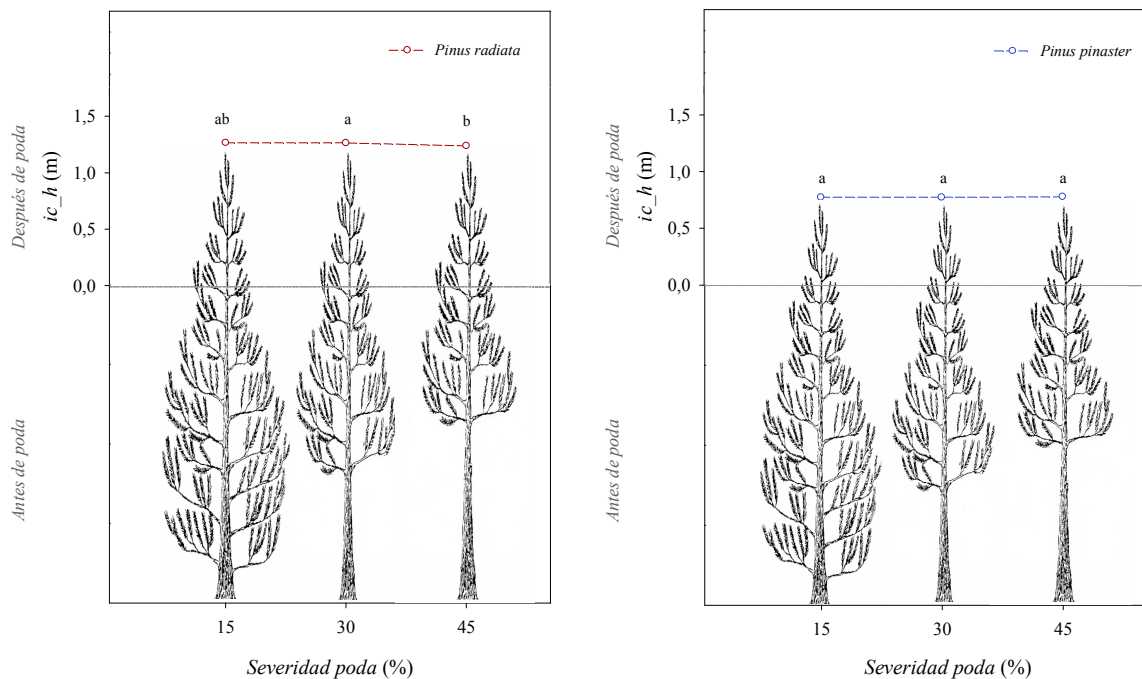 Pinus radiata
1,5
1,0
0,5
0,0
Después de poda
Antes de poda
ic_h (m)
ab
a
b
15
30
45
Severidad poda (%)
Pinus pinaster
1,5
1,0
0,5
0,0
Después de poda
Antes de poda
ic_h (m)
a
a
a
15
30
45
Severidad poda (%)